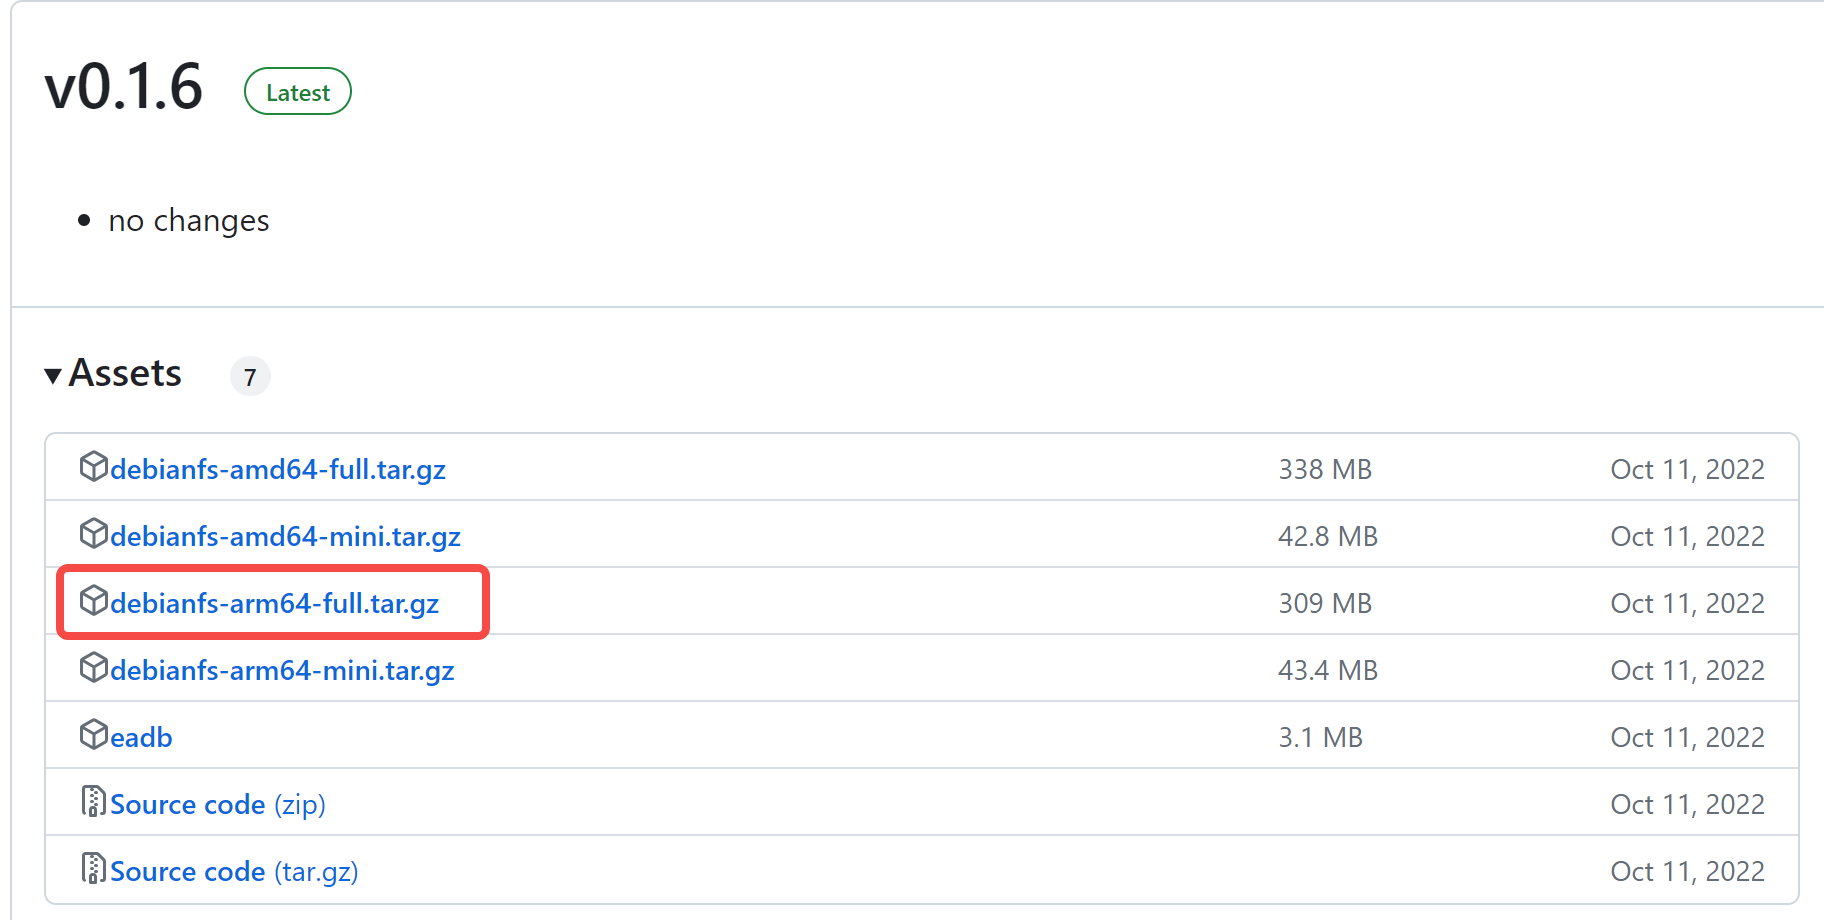 v0.1.6 Latest
no changes
Assets 7
debianfs-amd64-full.tar.gz 338 MB Oct 11, 2022
debianfs-amd64-mini.tar.gz 42.8 MB Oct 11, 2022
debianfs-arm64-full.tar.gz 309 MB Oct 11, 2022
debianfs-arm64-mini.tar.gz 43.4 MB Oct 11, 2022
eadb 3.1 MB Oct 11, 2022
Source code (zip) Oct 11, 2022
Source code (tar.gz) Oct 11, 2022